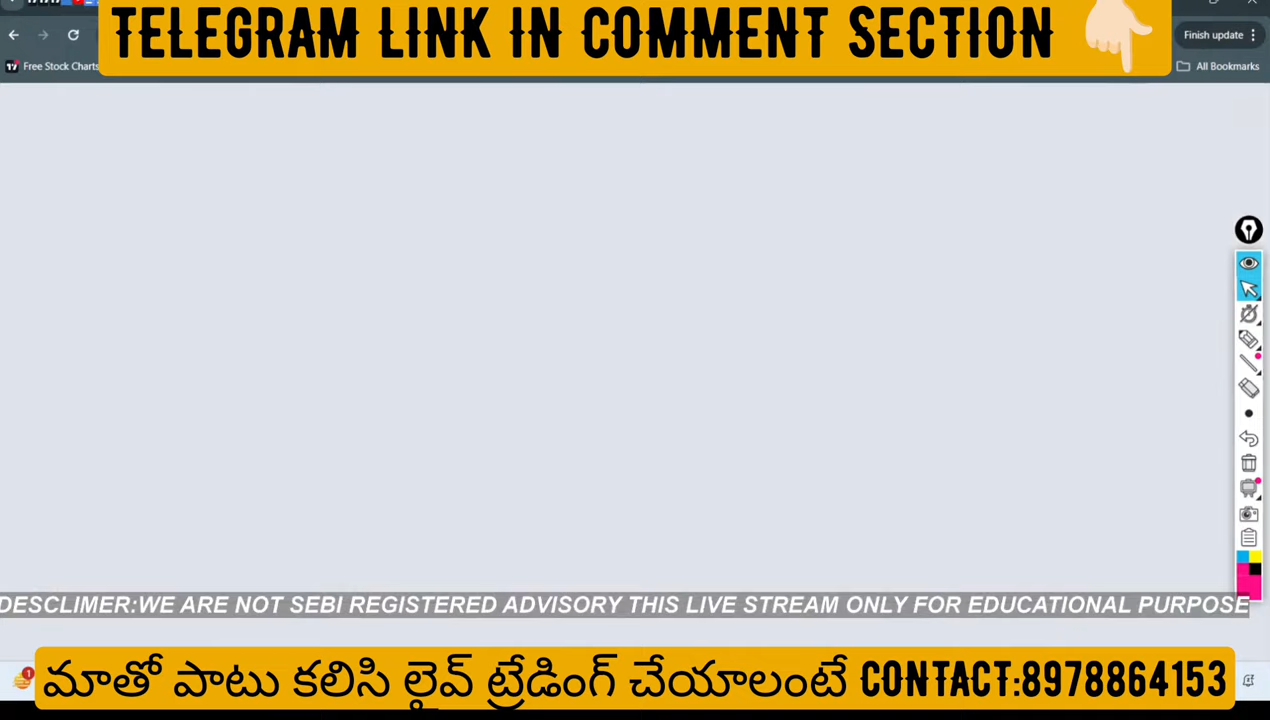 TELEGRAM LINK IN COMMENT SECTION
Finish update
Free Stock Charts
All Bookmarks
DESCLIMER:WE ARE NOT SEBI REGISTERED ADVISORY THIS LIVE STREAM ONLY FOR EDUCATIONAL PURPOSE
1
మాతో పాటు కలిసి లైవ్ ట్రేడింగ్ చేయాలంటే CONTACT:8978864153